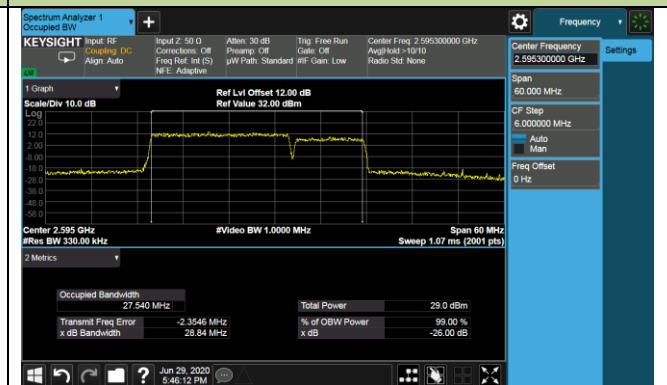 Spectrum Analyzer 1
Occupied BW
Frequency
KEYSIGHT
Input: RF
Coupling: DC
Align: Auto
Input Z: 50 Ω
Corrections: Off
Freq Ref: Int (S)
NFE: Adaptive
Atten: 30 dB
Preamp: Off
µW Path: Standard
Trig: Free Run
Gate: Off
#IF Gain: Low
Center Freq: 2.595300000 GHz
Avg|Hold:>10/10
Radio Std: None
Center Frequency
2.595300000 GHz
Settings
Span
60.000 MHz
CF Step
6.000000 MHz
Auto
Man
Freq Offset
0 Hz
1 Graph
Scale/Div 10.0 dB
Ref Lvl Offset 12.00 dB
Ref Value 32.00 dBm
Log
22.0
12.0
2.00
-8.00
-18.0
-28.0
-38.0
-48.0
-58.0
Center 2.595 GHz
#Res BW 330.00 kHz
#Video BW 1.0000 MHz
Span 60 MHz
Sweep 1.07 ms (2001 pts)
2 Metrics
Occupied Bandwidth
27.540 MHz
Total Power 29.0 dBm
Transmit Freq Error -2.3546 MHz
% of OBW Power 99.00 %
x dB Bandwidth 28.84 MHz
x dB -26.00 dB
Jun 29, 2020
5:46:12 PM